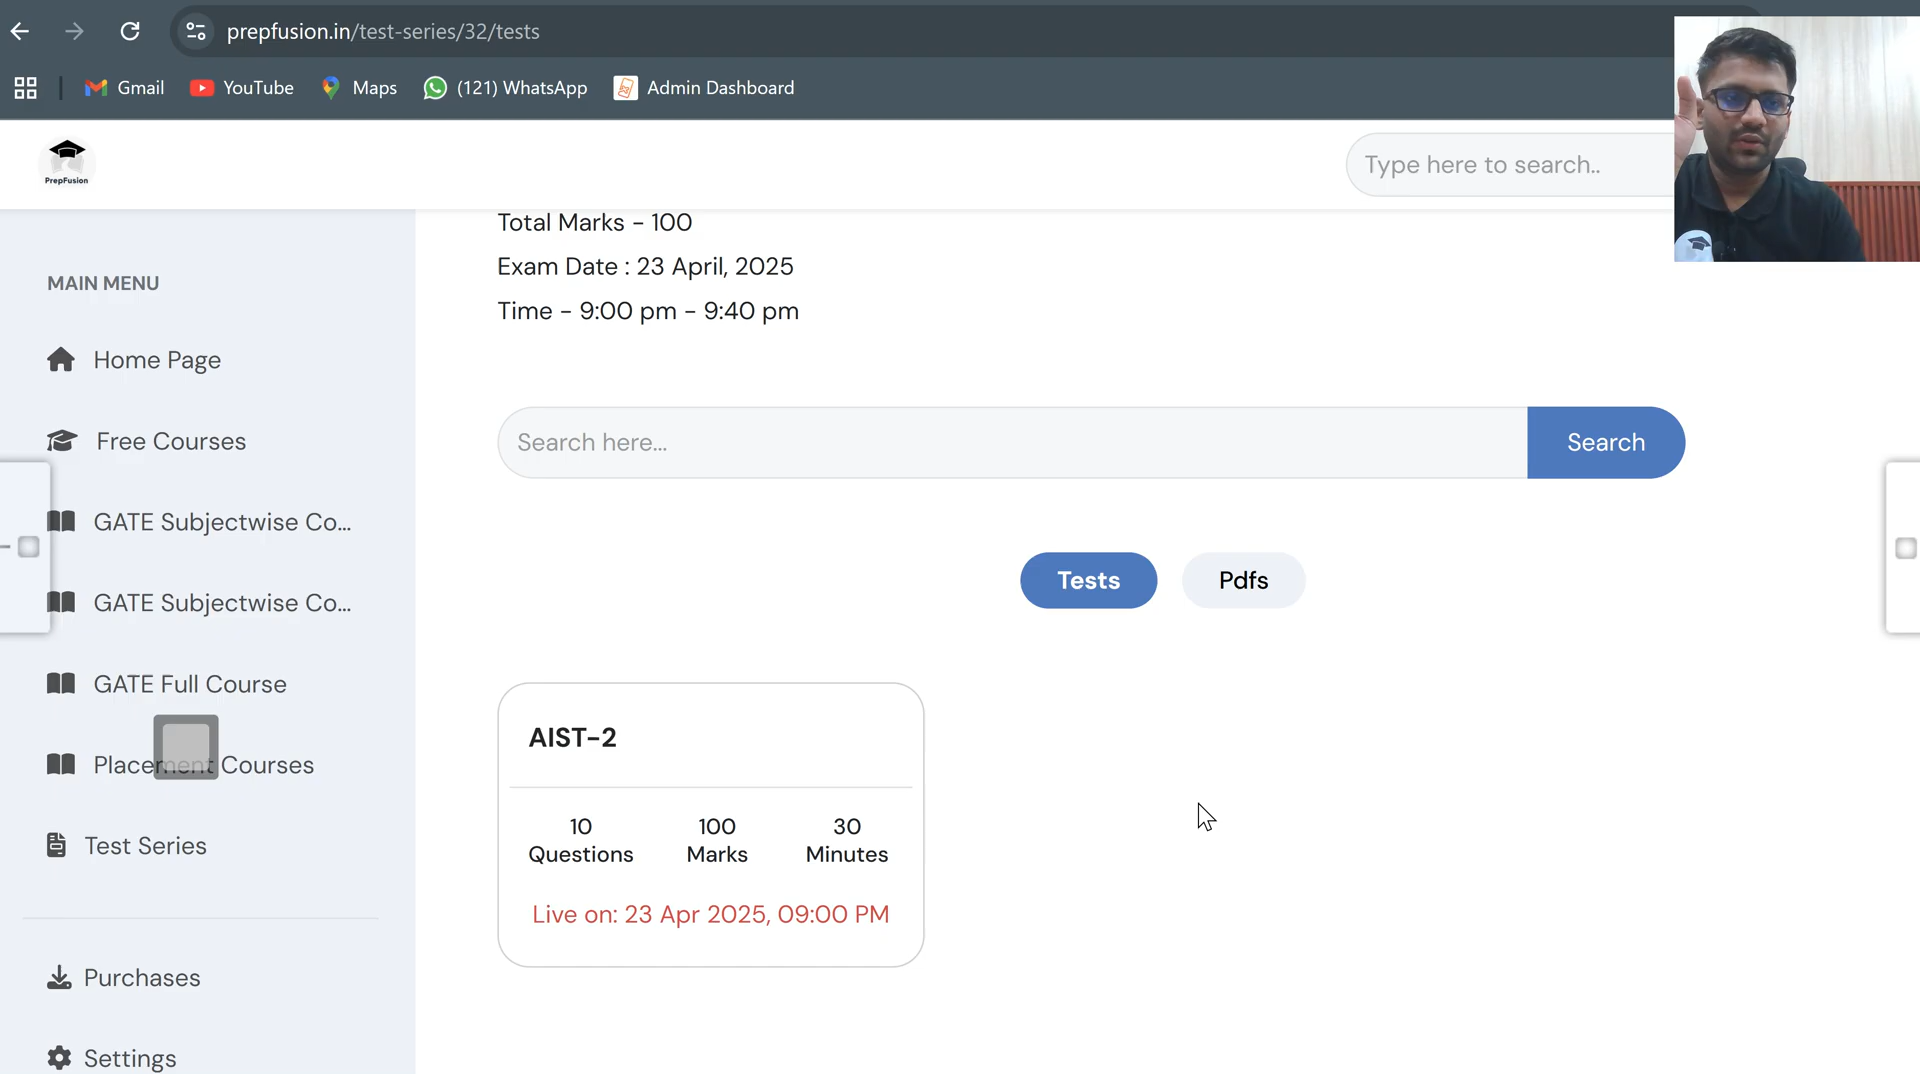 prepfusion.in/test-series/32/tests
Gmail
YouTube
Maps
(121) WhatsApp
Admin Dashboard
PrepFusion
Type here to search..
MAIN MENU
Home Page
Free Courses
GATE Subjectwise Co...
GATE Subjectwise Co...
GATE Full Course
Placement Courses
Test Series
Purchases
Settings
Total Marks - 100
Exam Date : 23 April, 2025
Time - 9:00 pm - 9:40 pm
Search here...
Search
Tests
Pdfs
AIST-2
10
Questions
100
Marks
30
Minutes
Live on: 23 Apr 2025, 09:00 PM